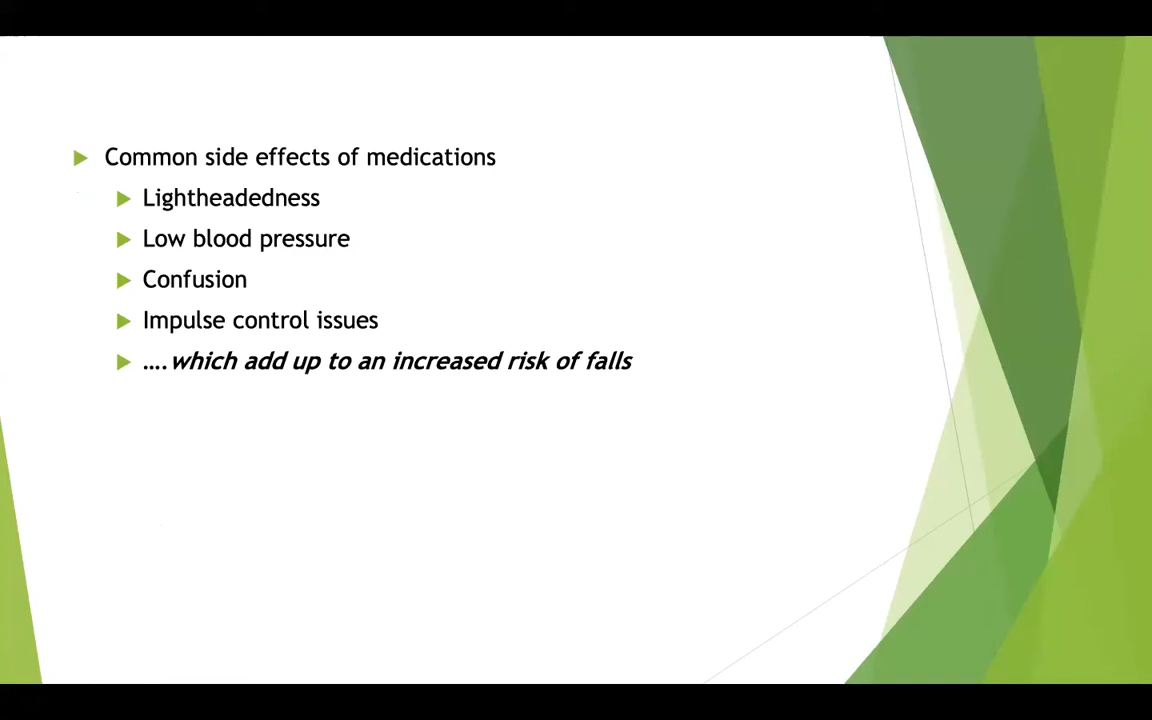 Common side effects of medications
Lightheadedness
Low blood pressure
Confusion
Impulse control issues
....which add up to an increased risk of falls